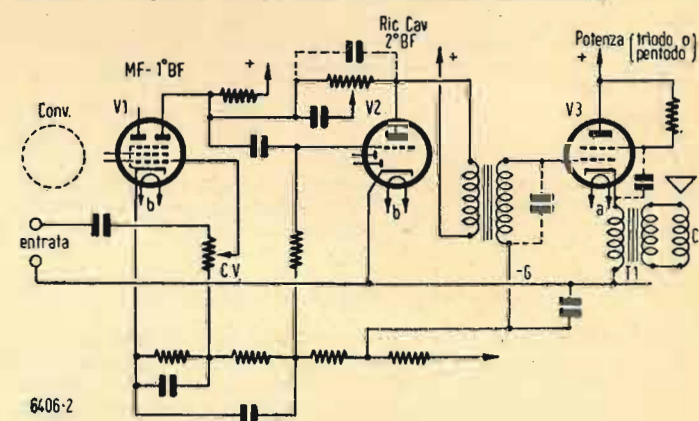 Ric Cav
2° BF
Potenza (triodo o
pentodo)
MF - 1° BF
+
+
+
Conv.
V1
V2
V3
b
b
a
entrata
C.V
-G
T1
C
6406-2